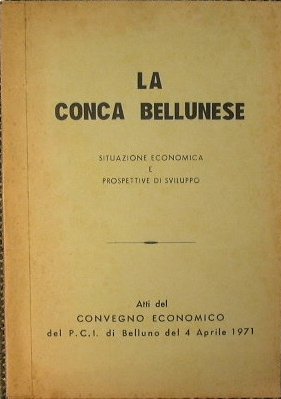 LA
CONCA BELLUNESE
SITUAZIONE ECONOMICA
E
PROSPETTIVE DI SVILUPPO
Atti del
CONVEGNO ECONOMICO
del P.C.I. di Belluno del 4 Aprile 1971